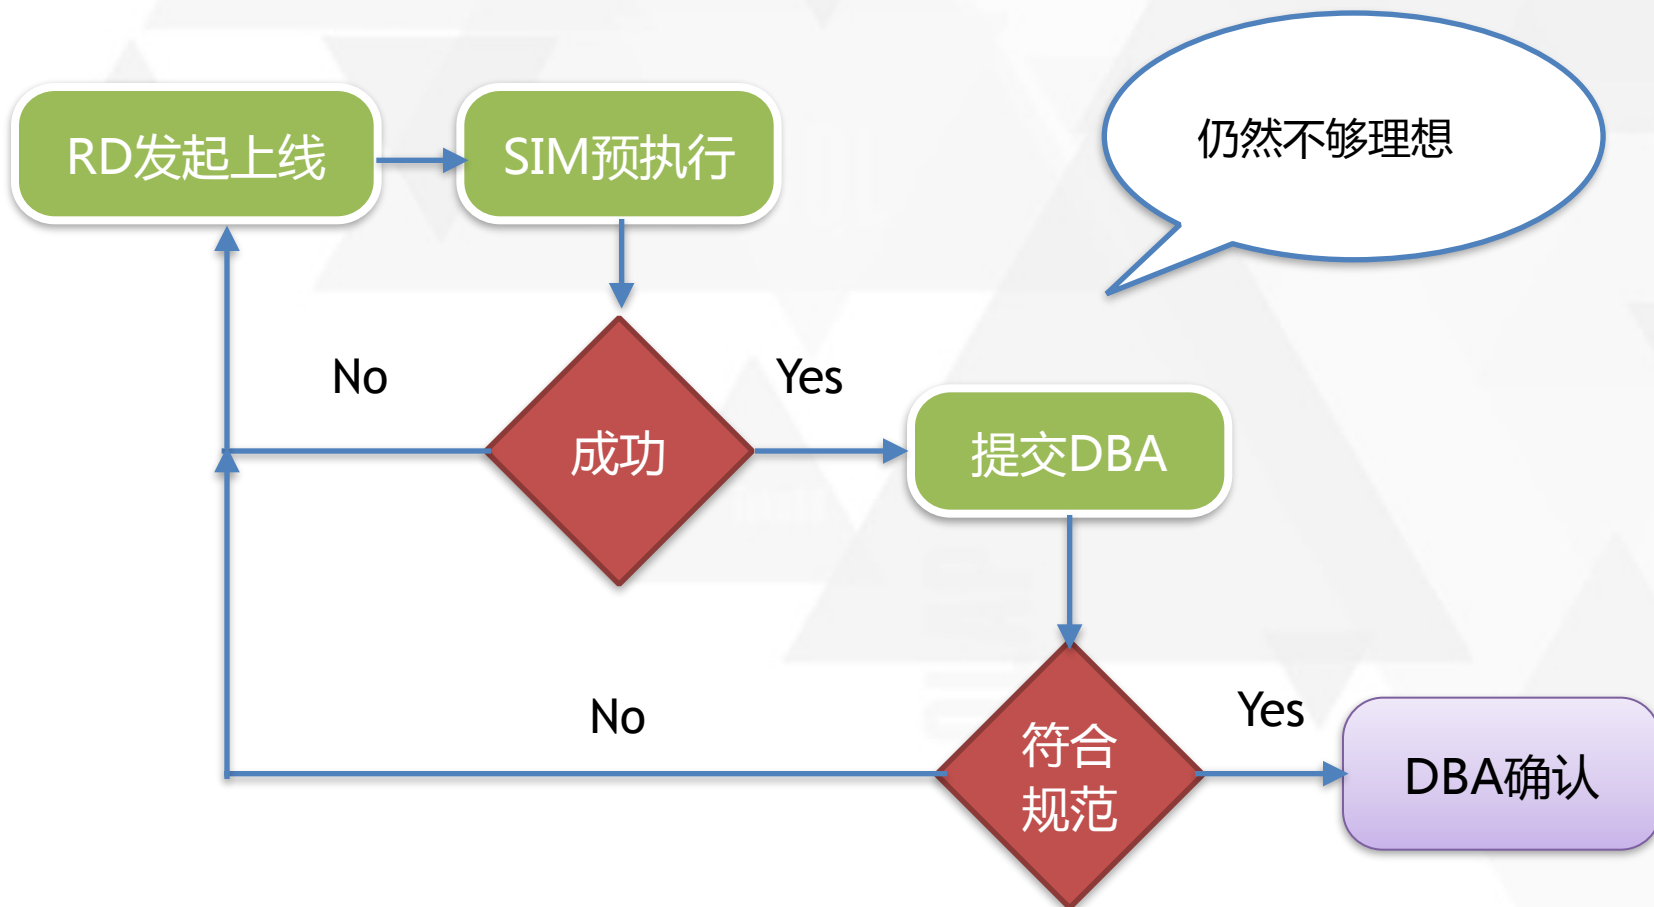 RD发起上线
SIM预执行
仍然不够理想
No
Yes
成功
提交DBA
No
Yes
符合
规范
DBA确认